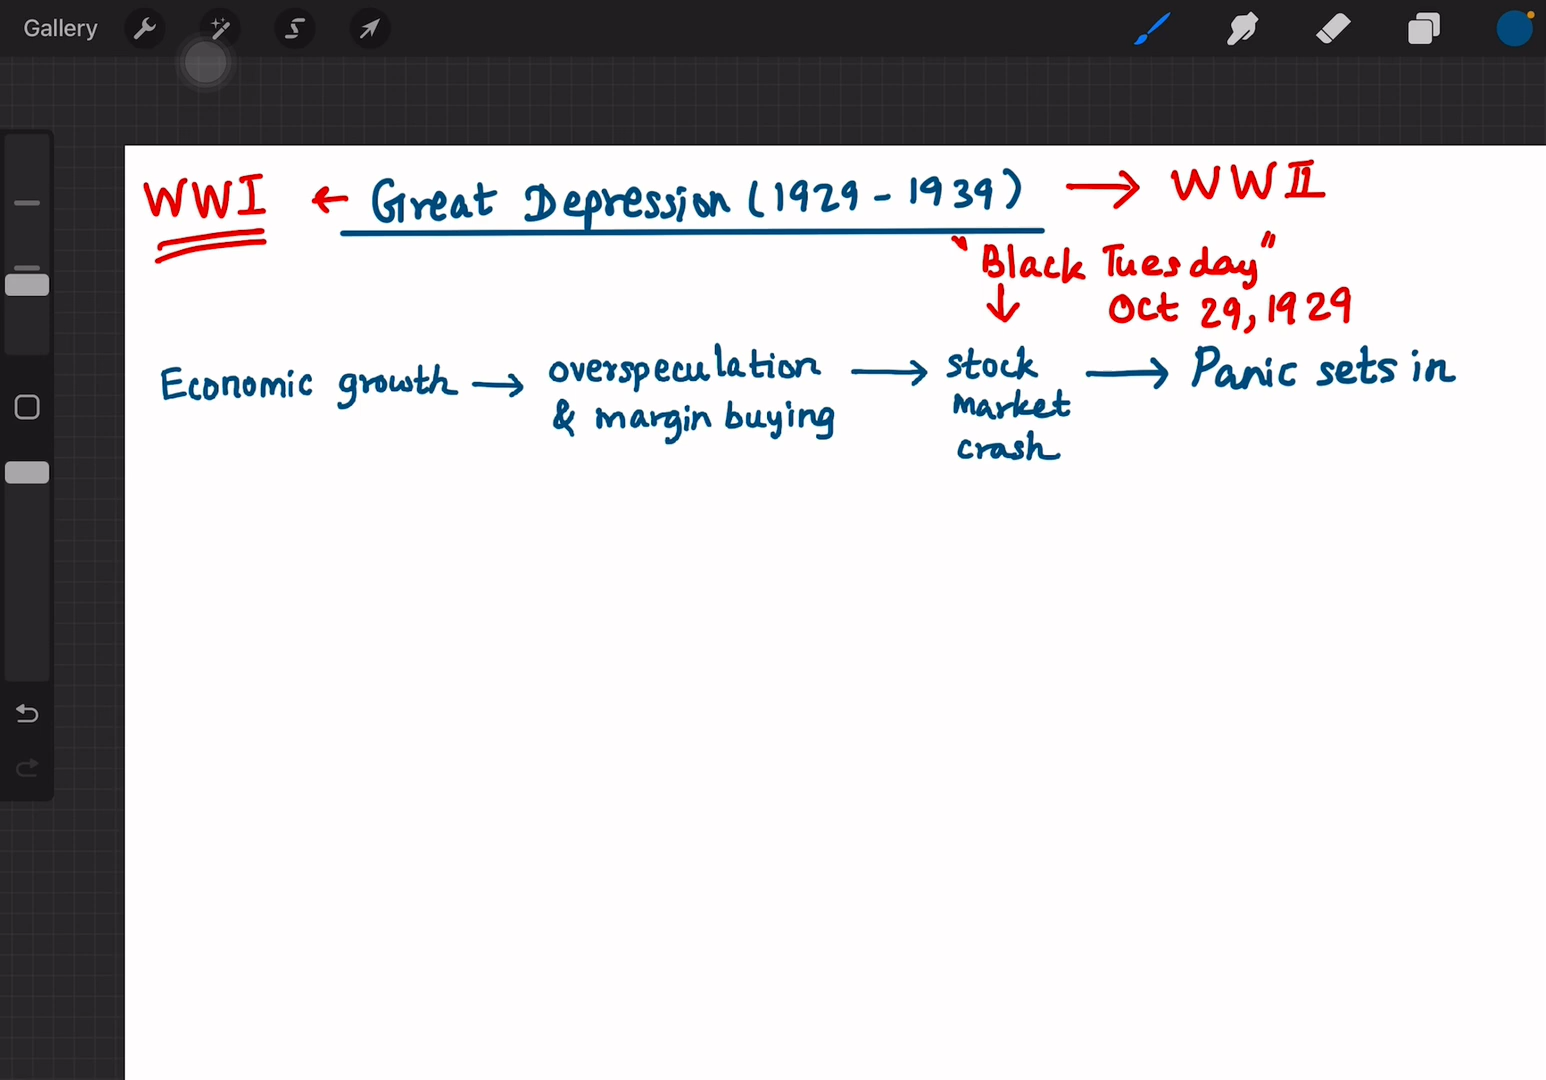 Gallery
WWI ← Great Depression (1929 - 1939) → WWII
"Black Tuesday"
Oct 29, 1929
Economic growth → overspeculation → stock → Panic sets in
& margin buying market
crash